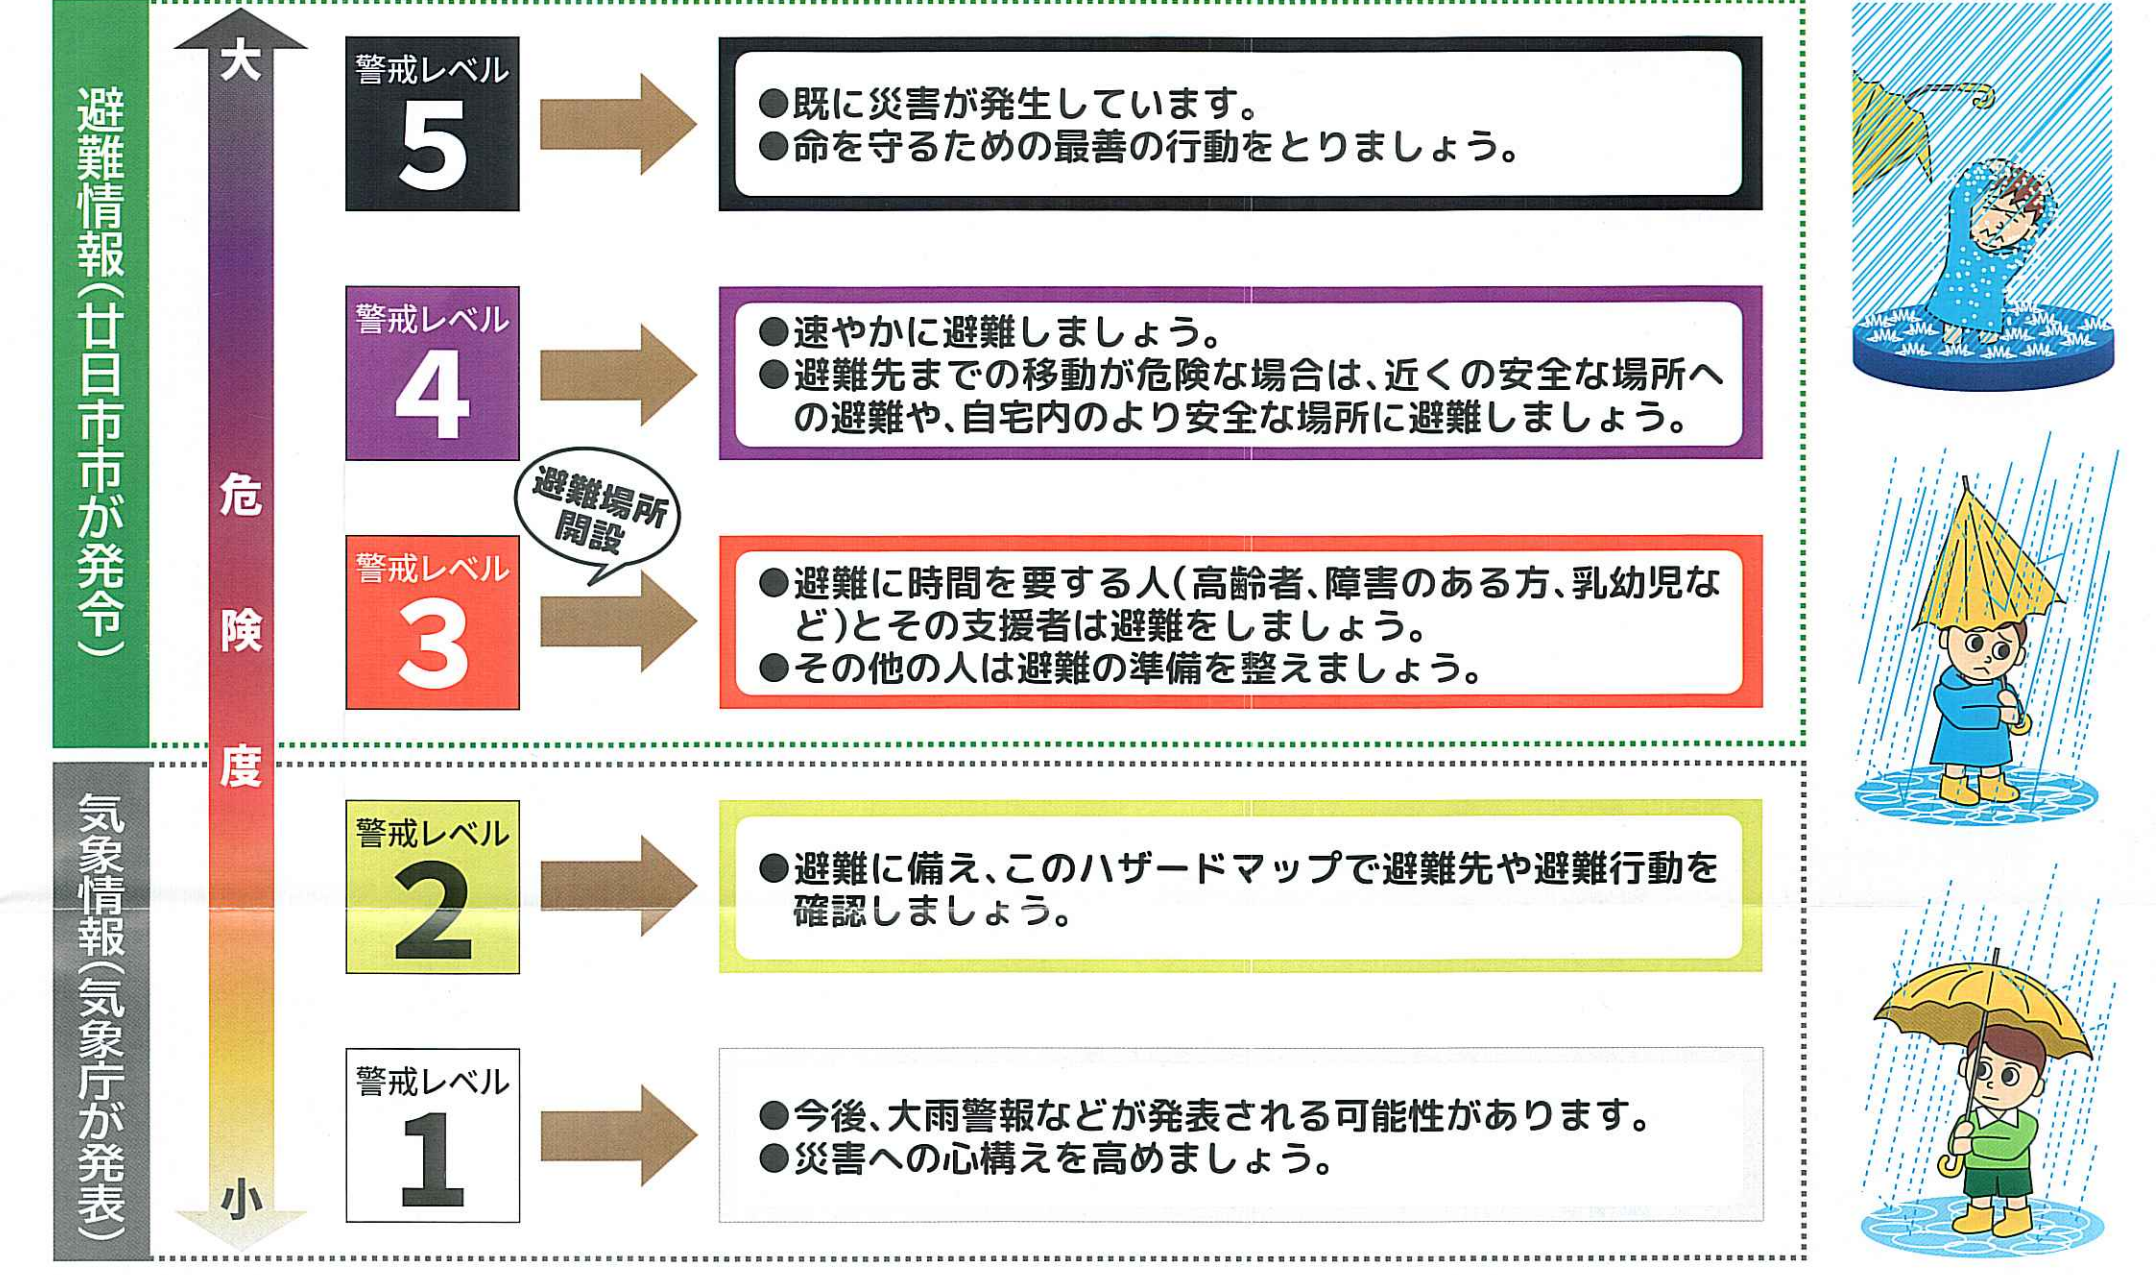 避難情報(廿日市市が発令)
大
危険度
小
警戒レベル
5
●既に災害が発生しています。
●命を守るための最善の行動をとりましょう。
警戒レベル
4
●速やかに避難しましょう。
●避難先までの移動が危険な場合は、近くの安全な場所へ
の避難や、自宅内のより安全な場所に避難しましょう。
避難場所
開設
警戒レベル
3
●避難に時間を要する人(高齢者、障害のある方、乳幼児な
ど)とその支援者は避難をしましょう。
●その他の人は避難の準備を整えましょう。
気象情報(気象庁が発表)
警戒レベル
2
●避難に備え、このハザードマップで避難先や避難行動を
確認しましょう。
警戒レベル
1
●今後、大雨警報などが発表される可能性があります。
●災害への心構えを高めましょう。